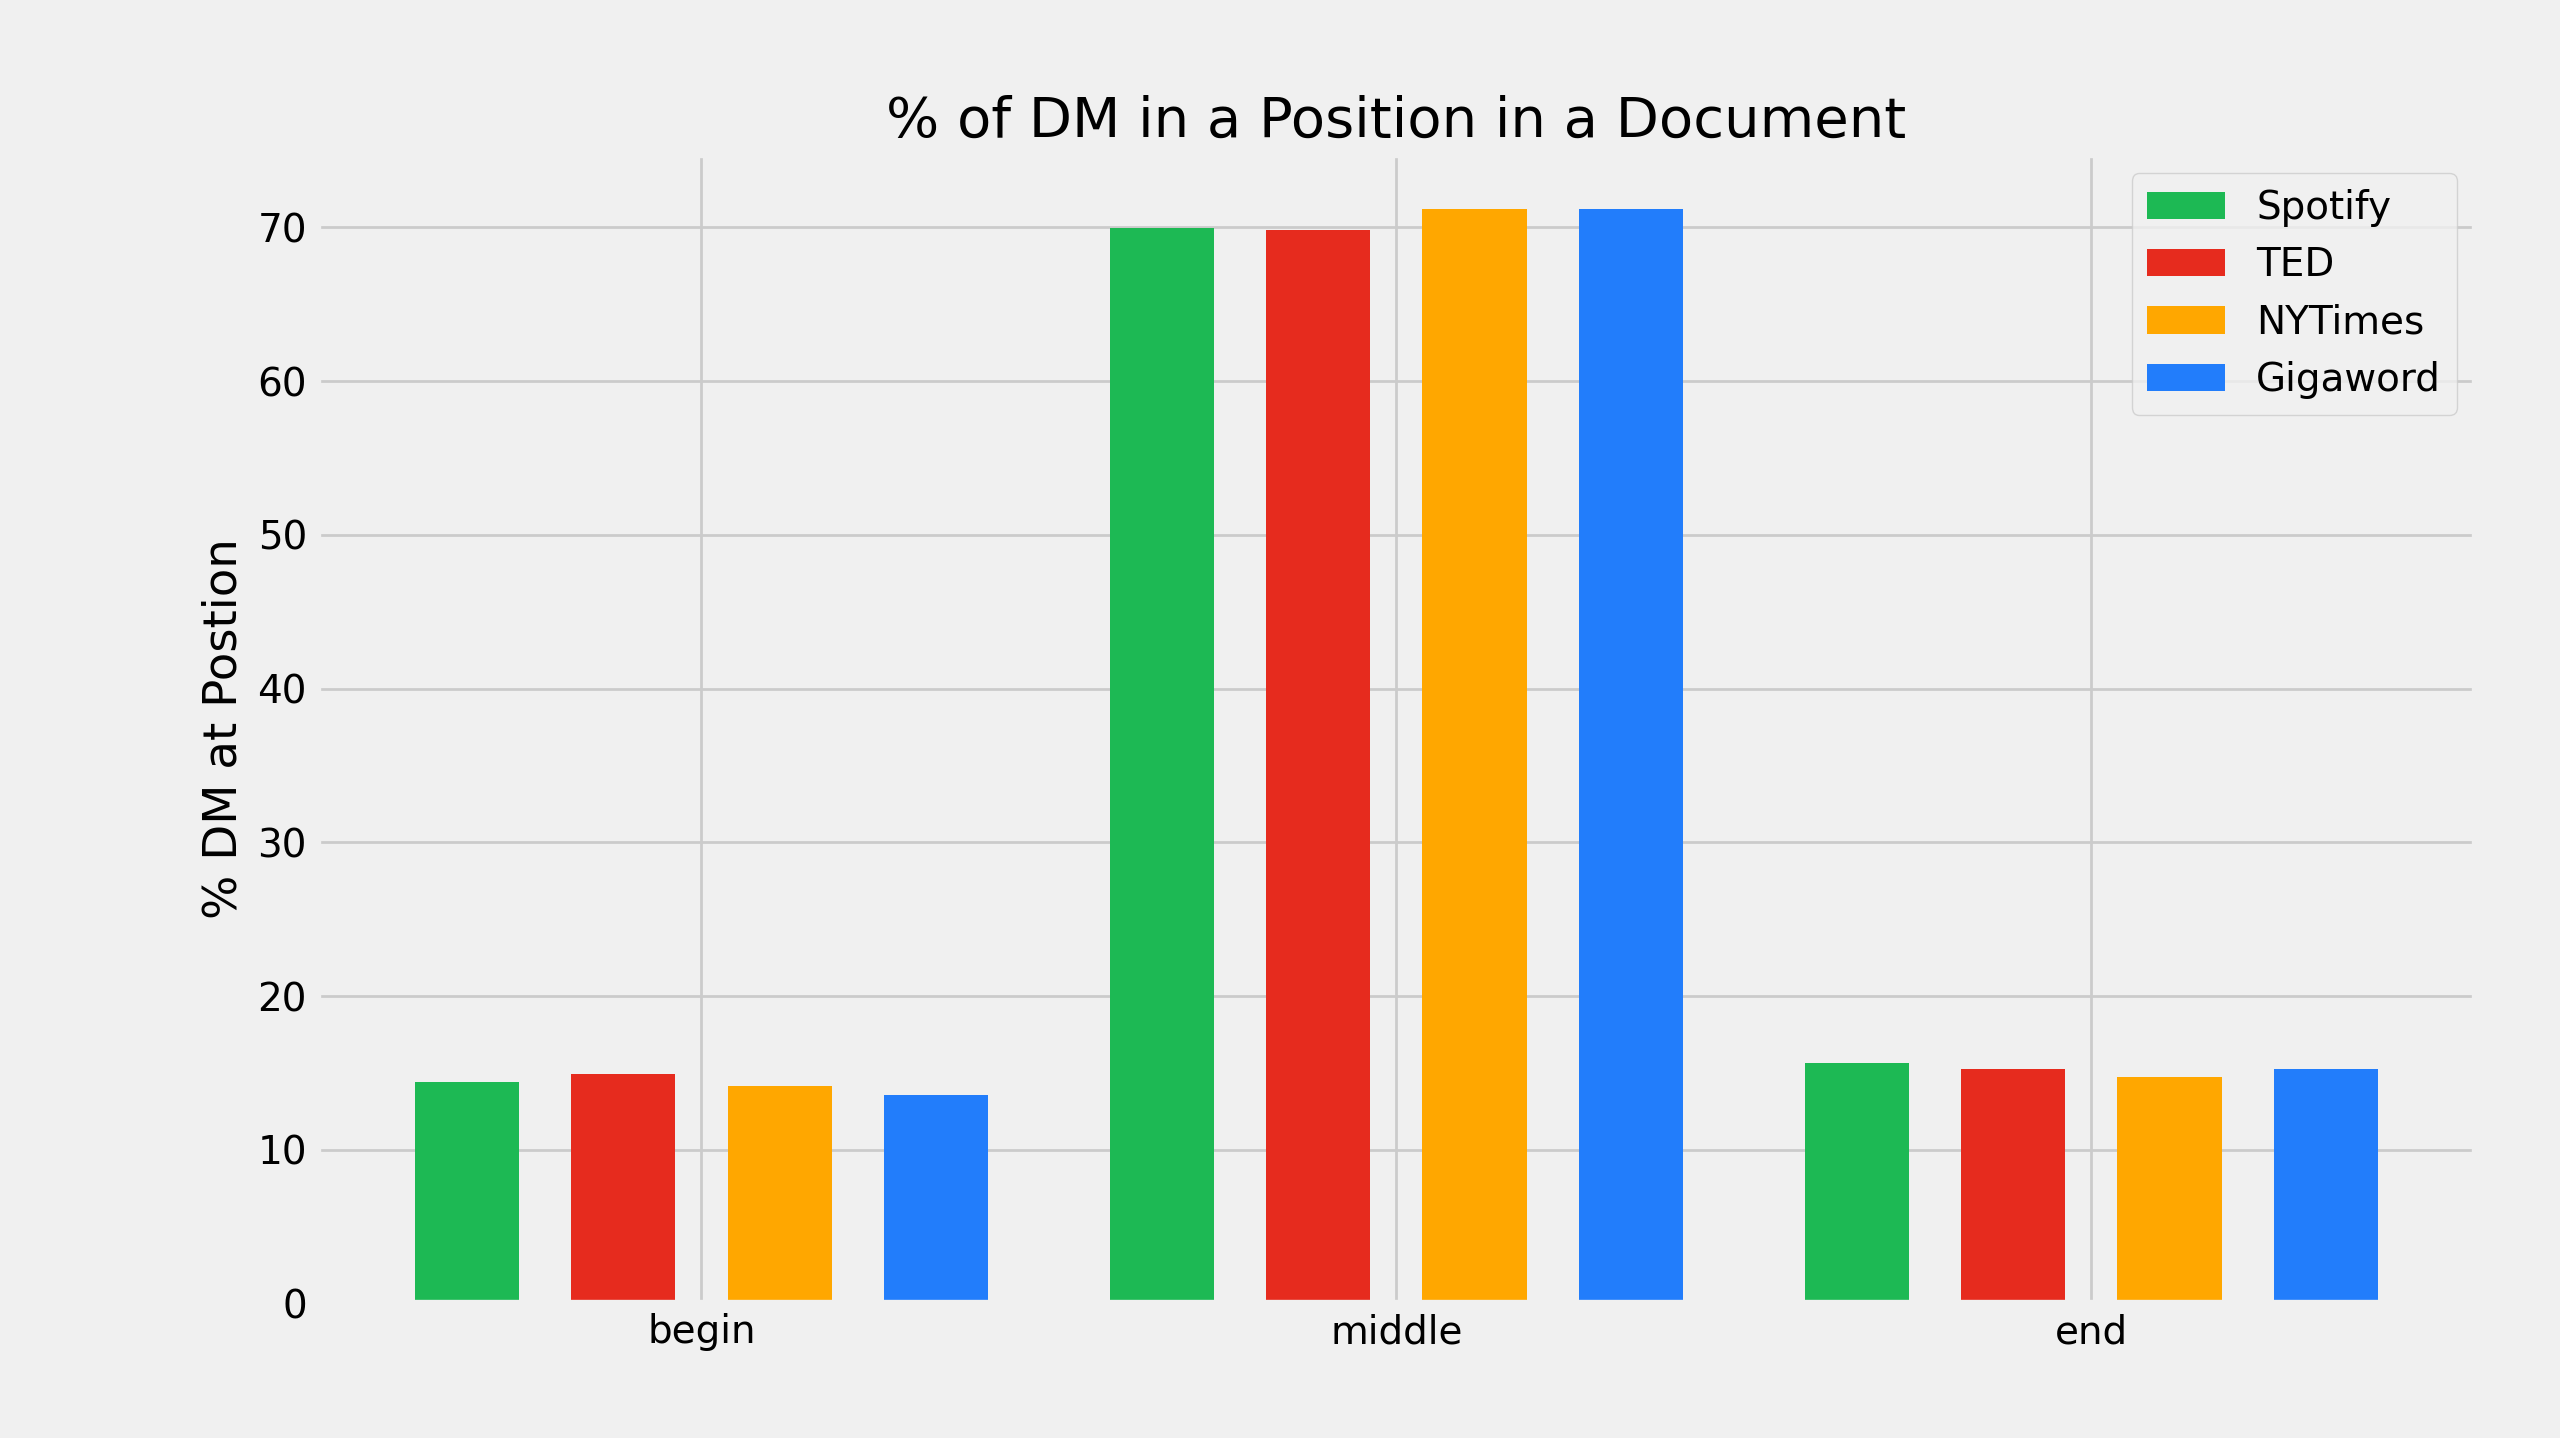 % of DM in a Position in a Document
% DM at Postion
70
60
50
40
30
20
10
0
begin
middle
end
Spotify
TED
NYTimes
Gigaword